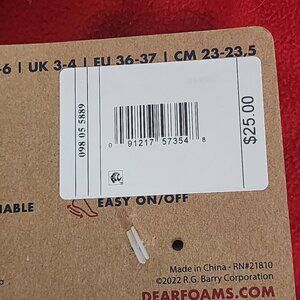 -6 | UK 3-4 | EU 36-37 | CM 23-23,5
098 05 5889
0 91217 57354 8
$25.00
ABLE
EASY ON/OFF
Made in China - RN#21810
©2022 R.G. Barry Corporation
DEARFOAMS.COM